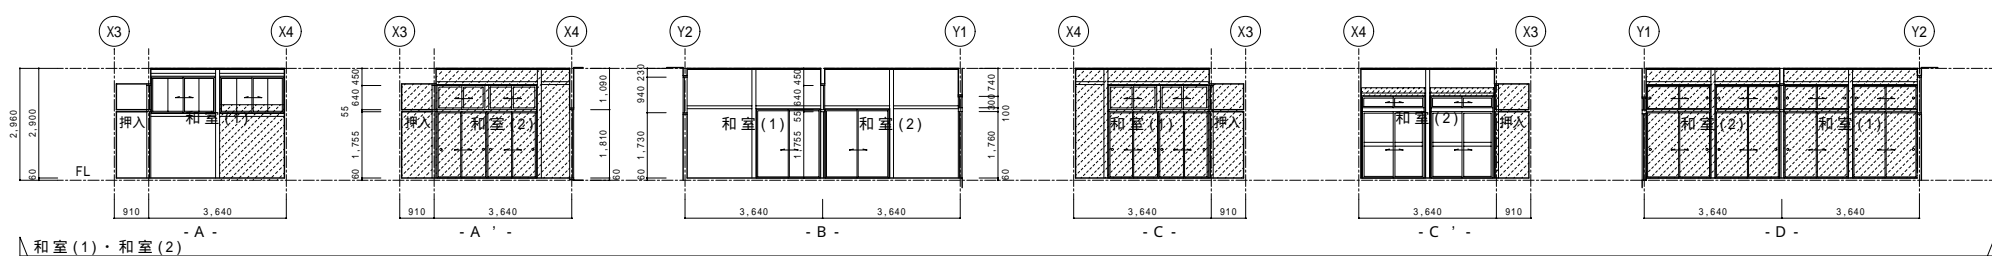 X3 X4 X3 X4 Y2 Y1 X4 X3 X4 X3 Y1 Y2
2,960 2,900 60 FL
押入 和室(1)
910 3,640
- A -
450 640 55 1,755 60
押入 和室(2)
1,090 1,810 60
910 3,640
- A ' -
230 940 1,730 60
和室(1) 和室(2)
450 640 55 1,755
740 300 100 1,760 60
3,640 3,640
- B -
和室(1) 押入
3,640 910
- C -
和室(2) 押入
3,640 910
- C ' -
和室(2) 和室(1)
3,640 3,640
- D -
和室(1)・和室(2)